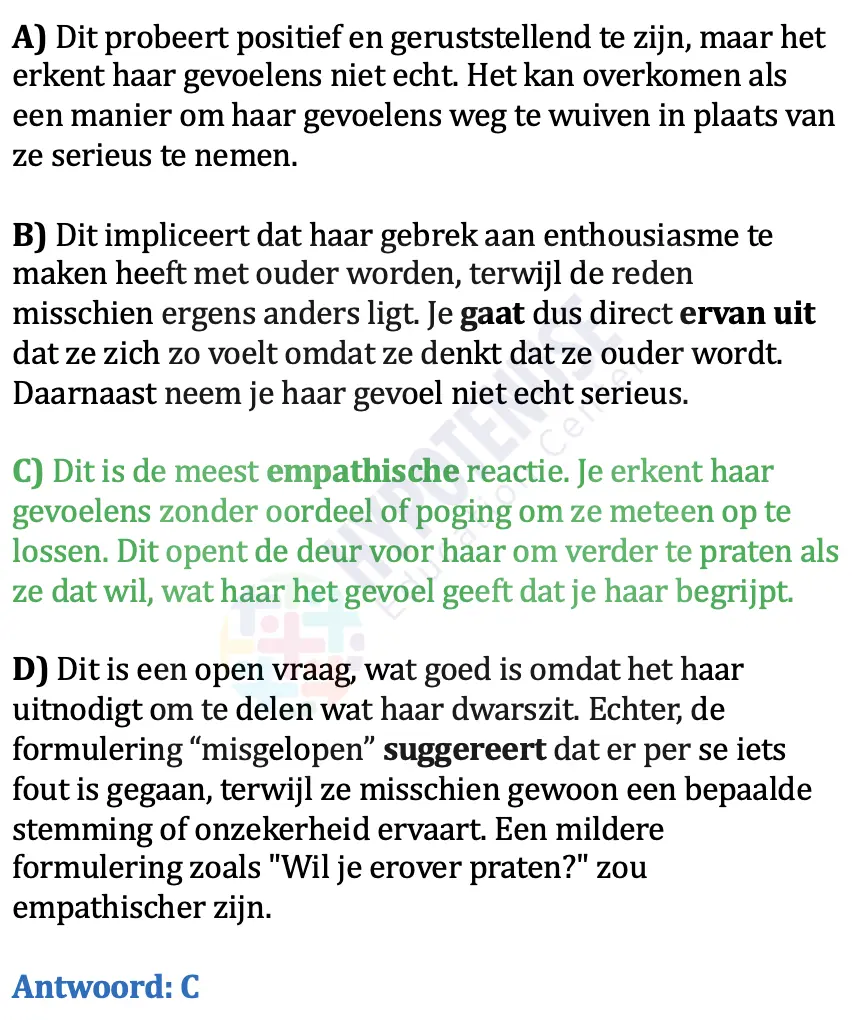 A) Dit probeert positief en geruststellend te zijn, maar het
erkent haar gevoelens niet echt. Het kan overkomen als
een manier om haar gevoelens weg te wuiven in plaats van
ze serieus te nemen.
B) Dit impliceert dat haar gebrek aan enthousiasme te
maken heeft met ouder worden, terwijl de reden
misschien ergens anders ligt. Je gaat dus direct ervan uit
dat ze zich zo voelt omdat ze denkt dat ze ouder wordt.
Daarnaast neem je haar gevoel niet echt serieus.
C) Dit is de meest empathische reactie. Je erkent haar
gevoelens zonder oordeel of poging om ze meteen op te
lossen. Dit opent de deur voor haar om verder te praten als
ze dat wil, wat haar het gevoel geeft dat je haar begrijpt.
D) Dit is een open vraag, wat goed is omdat het haar
uitnodigt om te delen wat haar dwarszit. Echter, de
formulering “misgelopen” suggereert dat er per se iets
fout is gegaan, terwijl ze misschien gewoon een bepaalde
stemming of onzekerheid ervaart. Een mildere
formulering zoals "Wil je erover praten?" zou
empathischer zijn.
Antwoord: C
HYPOTENUSE
Education Center